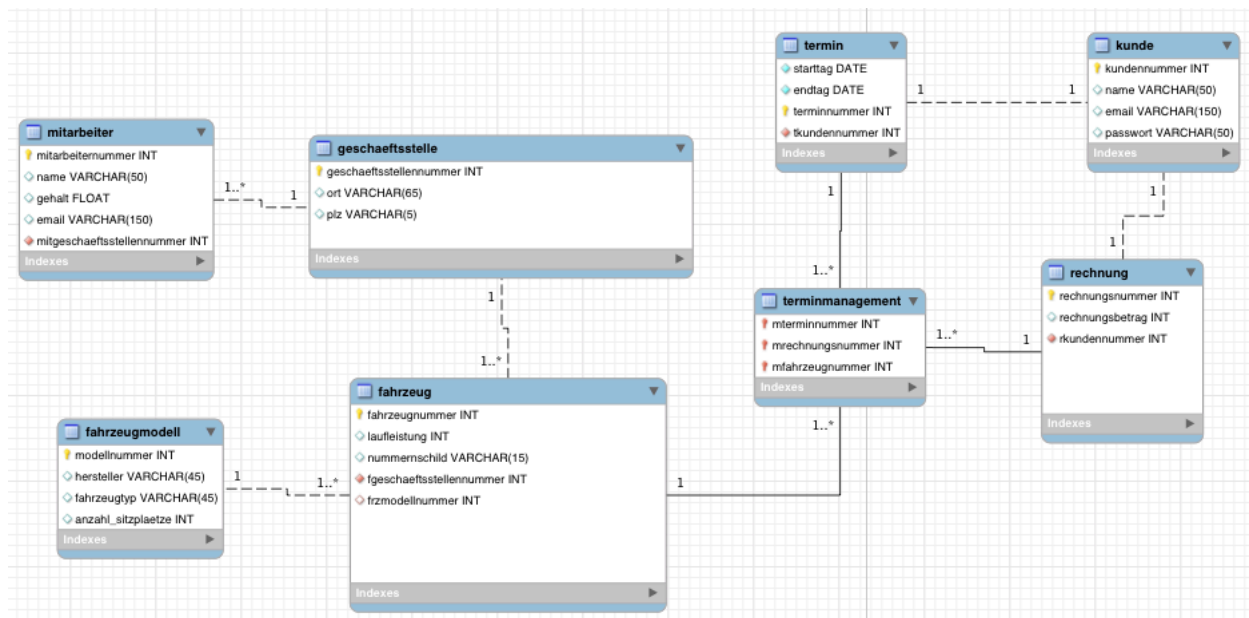 mitarbeiter
mitarbeiternummer INT
name VARCHAR(50)
gehalt FLOAT
email VARCHAR(150)
mitgeschaeftsstellennummer INT
Indexes
1..*
1
geschaeftsstelle
geschaeftsstellennummer INT
ort VARCHAR(65)
plz VARCHAR(5)
Indexes
1
1..*
termin
starttag DATE
endtag DATE
terminnummer INT
tkundennummer INT
Indexes
1
1
kunde
kundennummer INT
name VARCHAR(50)
email VARCHAR(150)
passwort VARCHAR(50)
Indexes
1
1..*
1
1
terminmanagement
mterminnummer INT
mrechnungsnummer INT
mfahrzeugnummer INT
Indexes
1..*
1
rechnung
rechnungsnummer INT
rechnungsbetrag INT
rkundennummer INT
Indexes
fahrzeugmodell
modellnummer INT
hersteller VARCHAR(45)
fahrzeugtyp VARCHAR(45)
anzahl_sitzplaetze INT
Indexes
1
1..*
fahrzeug
fahrzeugnummer INT
laufleistung INT
nummernschild VARCHAR(15)
fgeschaeftsstellennummer INT
frzmodellnummer INT
Indexes
1
1..*